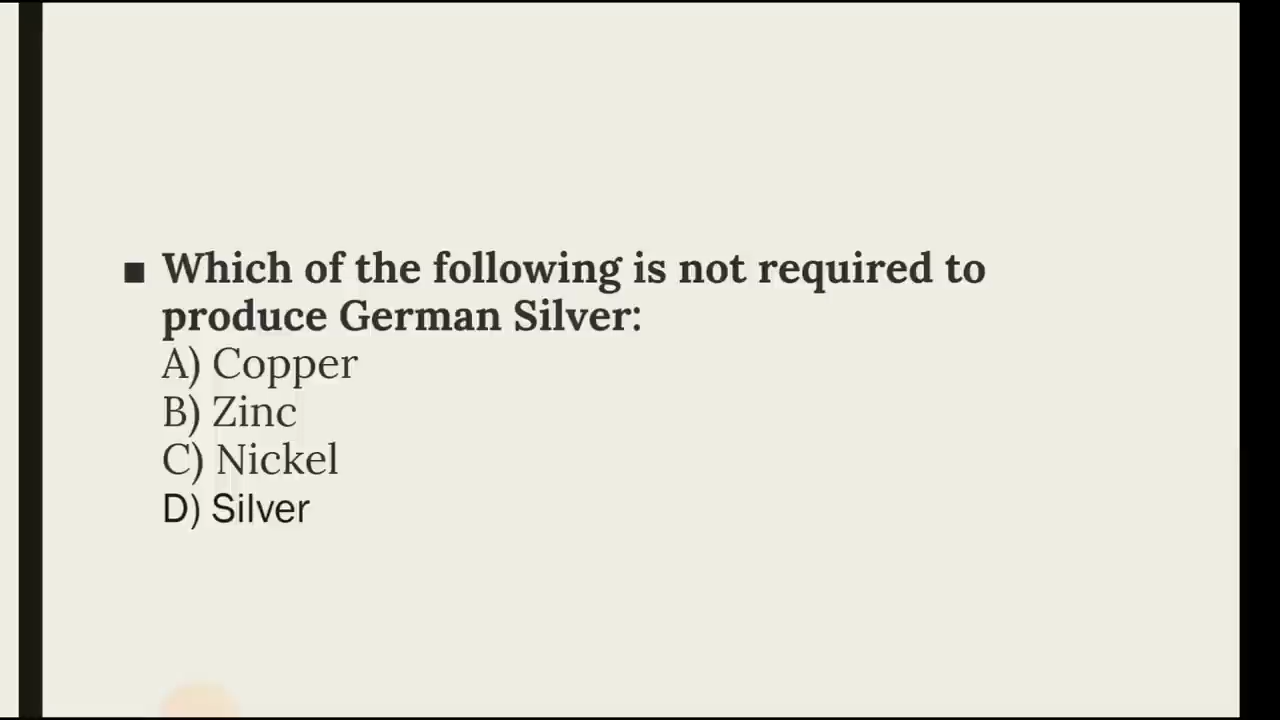 ■ Which of the following is not required to
produce German Silver:
A) Copper
B) Zinc
C) Nickel
D) Silver